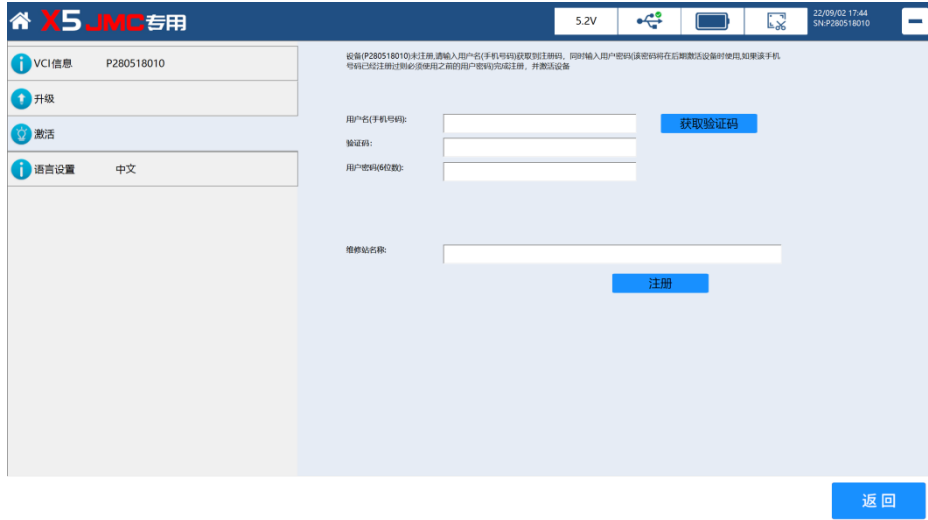 X5 JMC专用
5.2V
22/09/02 17:44
SN:P280518010
VCI信息 P280518010
升级
激活
语言设置 中文
设备(P280518010)未注册,请输入用户名(手机号码)获取到注册码，同时输入用户密码(该密码将在后期激活设备时使用,如果该手机
号码已经注册过则必须使用之前的用户密码)完成注册，并激活设备
用户名(手机号码):
获取验证码
验证码:
用户密码(6位数):
维修站名称:
注册
返回